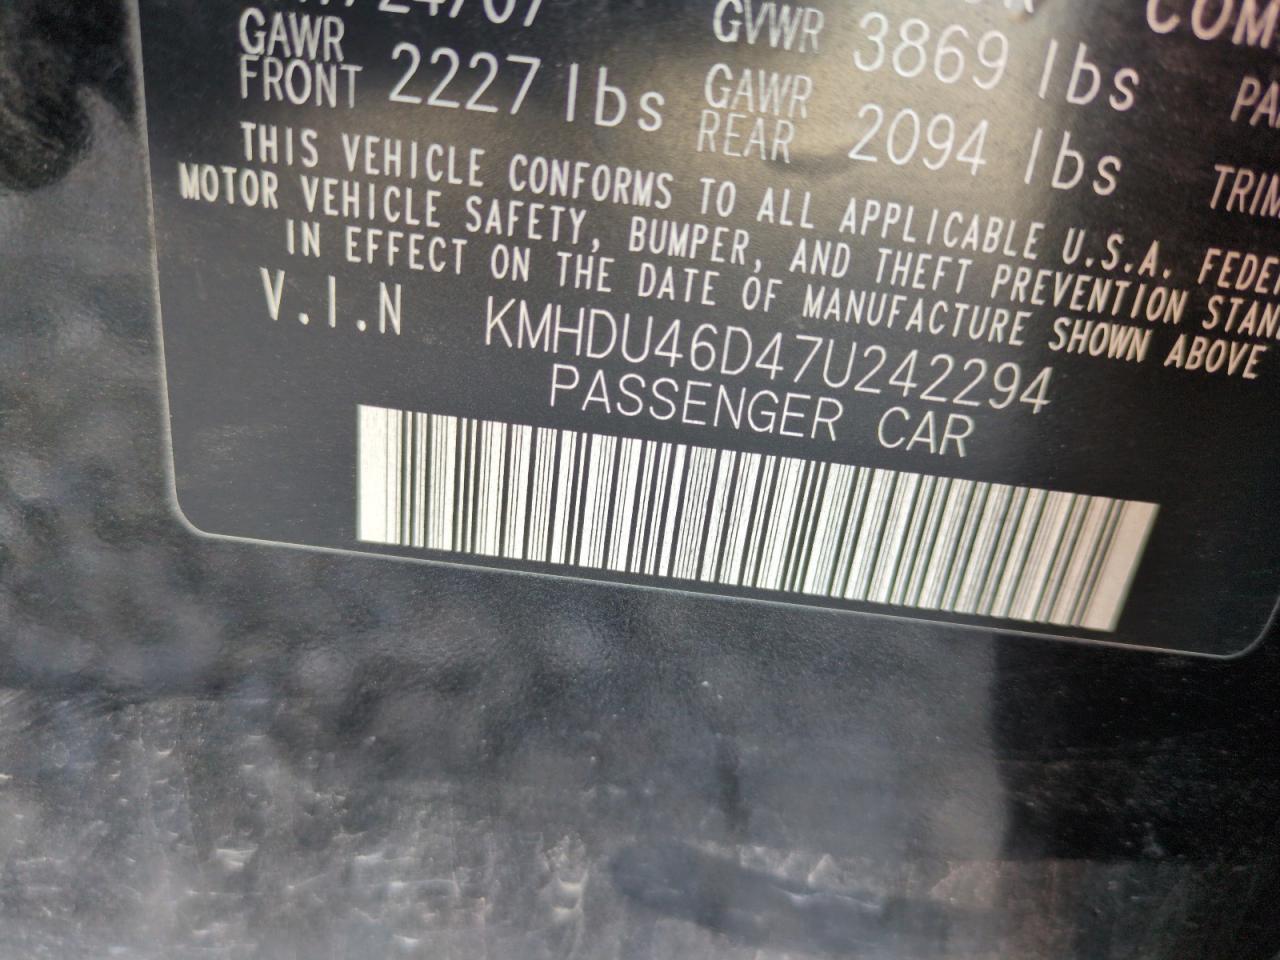 GAWR FRONT 2227 lbs GAWR REAR 2094 lbs
GVWR 3869 lbs
THIS VEHICLE CONFORMS TO ALL APPLICABLE U.S.A.
MOTOR VEHICLE SAFETY, BUMPER, AND THEFT PREVENTION
IN EFFECT ON THE DATE OF MANUFACTURE SHOWN ABOVE
V.I.N KMHDU46D47U242294
PASSENGER CAR